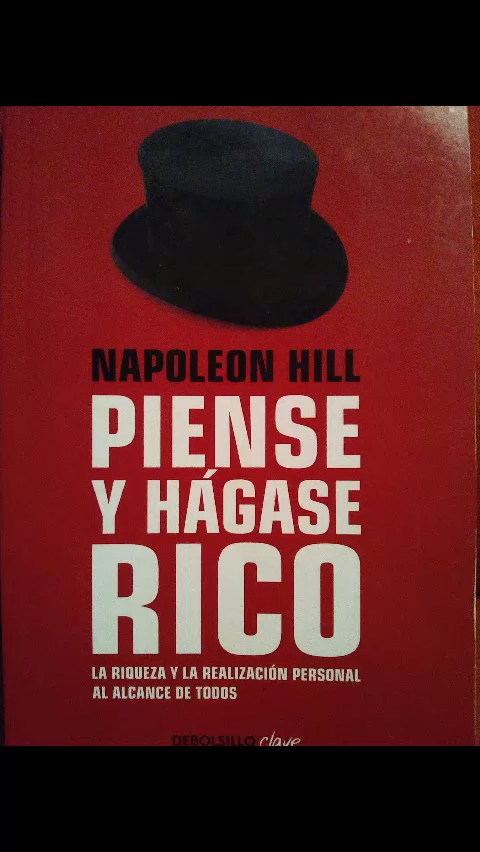 NAPOLEON HILL
PIENSE
Y HÁGASE
RICO
LA RIQUEZA Y LA REALIZACIÓN PERSONAL
AL ALCANCE DE TODOS
DEBOLSILLO clave